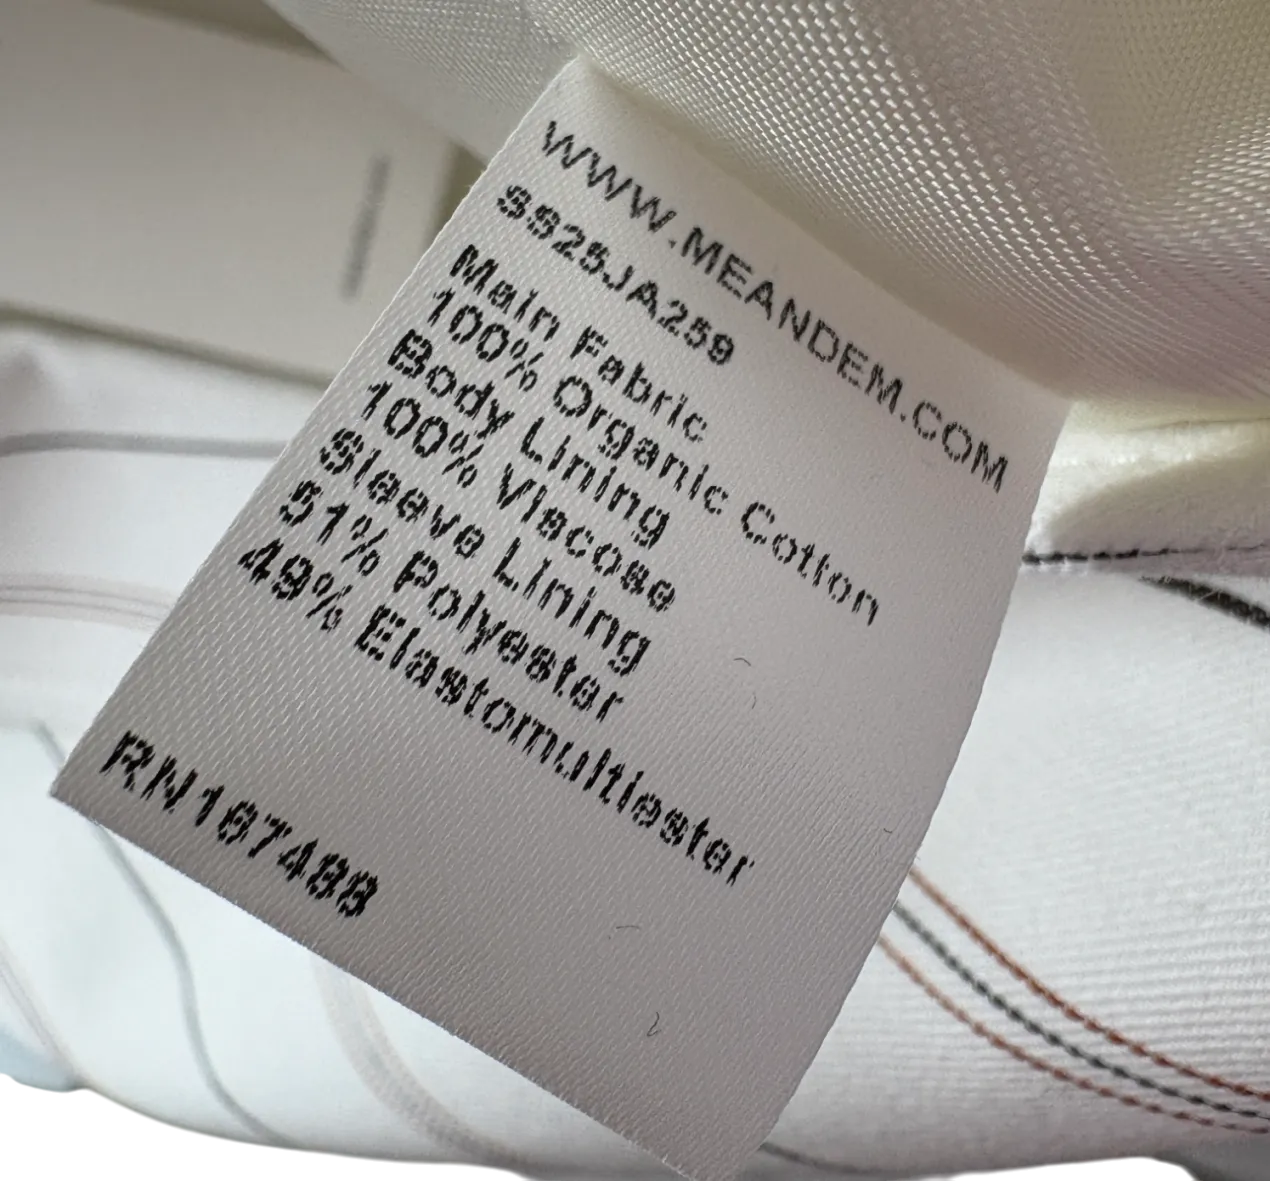 WWW.MEANDEM.COM
SS25JA259
Main Fabric
100% Organic Cotton
Body Lining
100% Viscose
Sleeve Lining
51% Polyester
49% Elastomultiester
RN167488